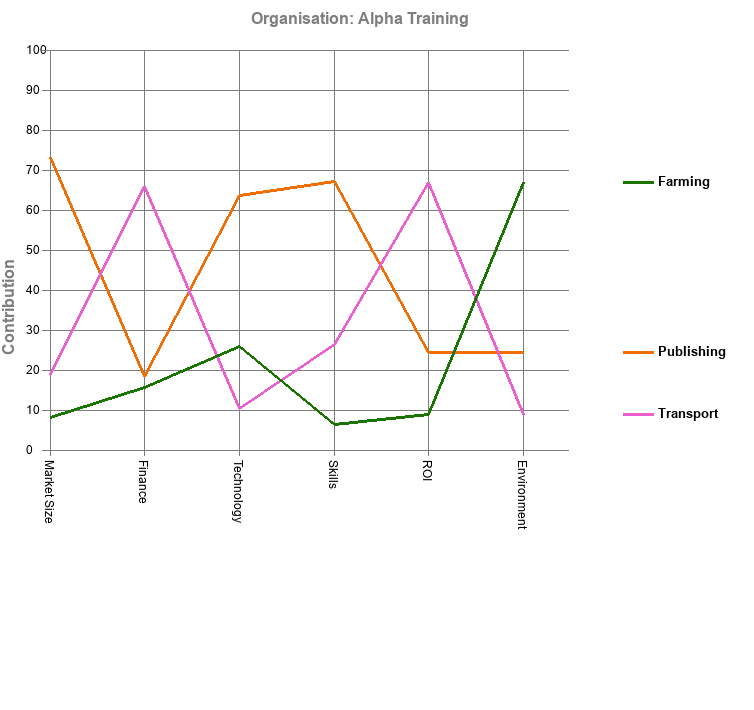 Organisation: Alpha Training
Contribution
100
90
80
70
60
50
40
30
20
10
0
Market Size
Finance
Technology
Skills
ROI
Environment
Farming
Publishing
Transport